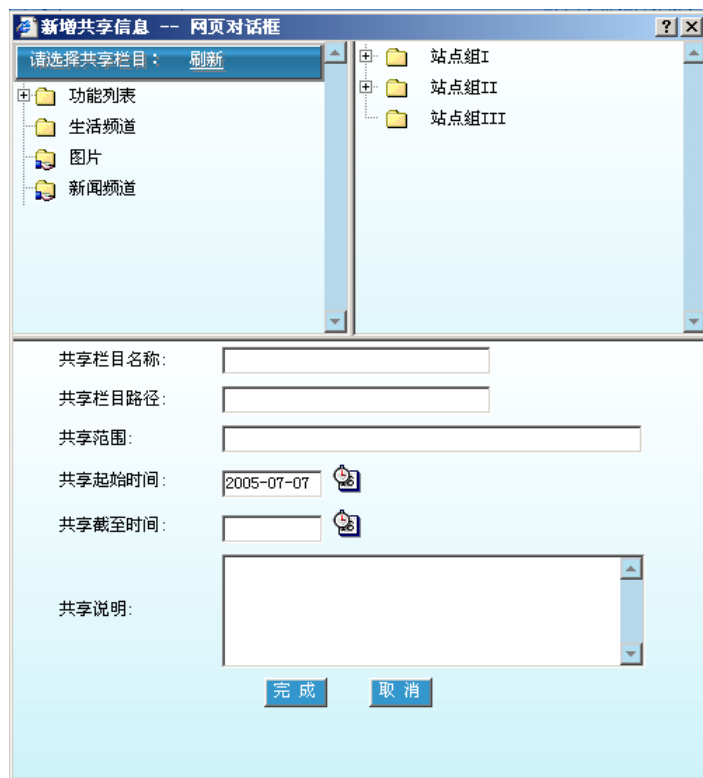 新增共享信息 -- 网页对话框
请选择共享栏目： 刷新
功能列表
生活频道
图片
新闻频道
站点组I
站点组II
站点组III
共享栏目名称:
共享栏目路径:
共享范围:
共享起始时间: 2005-07-07
共享截至时间:
共享说明:
完成 取消